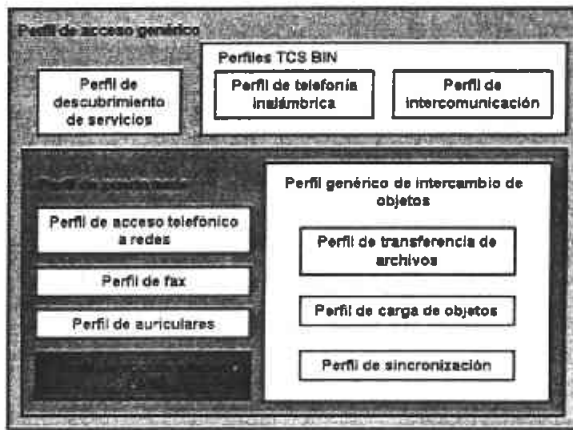 Perfil de acceso genérico
Perfiles TCS BIN
Perfil de
descubrimiento
de servicios
Perfil de telefonía
inalámbrica
Perfil de
intercomunicación
Perfil genérico de intercambio de
objetos
Perfil de acceso telefónico
a redes
Perfil de fax
Perfil de auriculares
Perfil de transferencia de
archivos
Perfil de carga de objetos
Perfil de sincronización